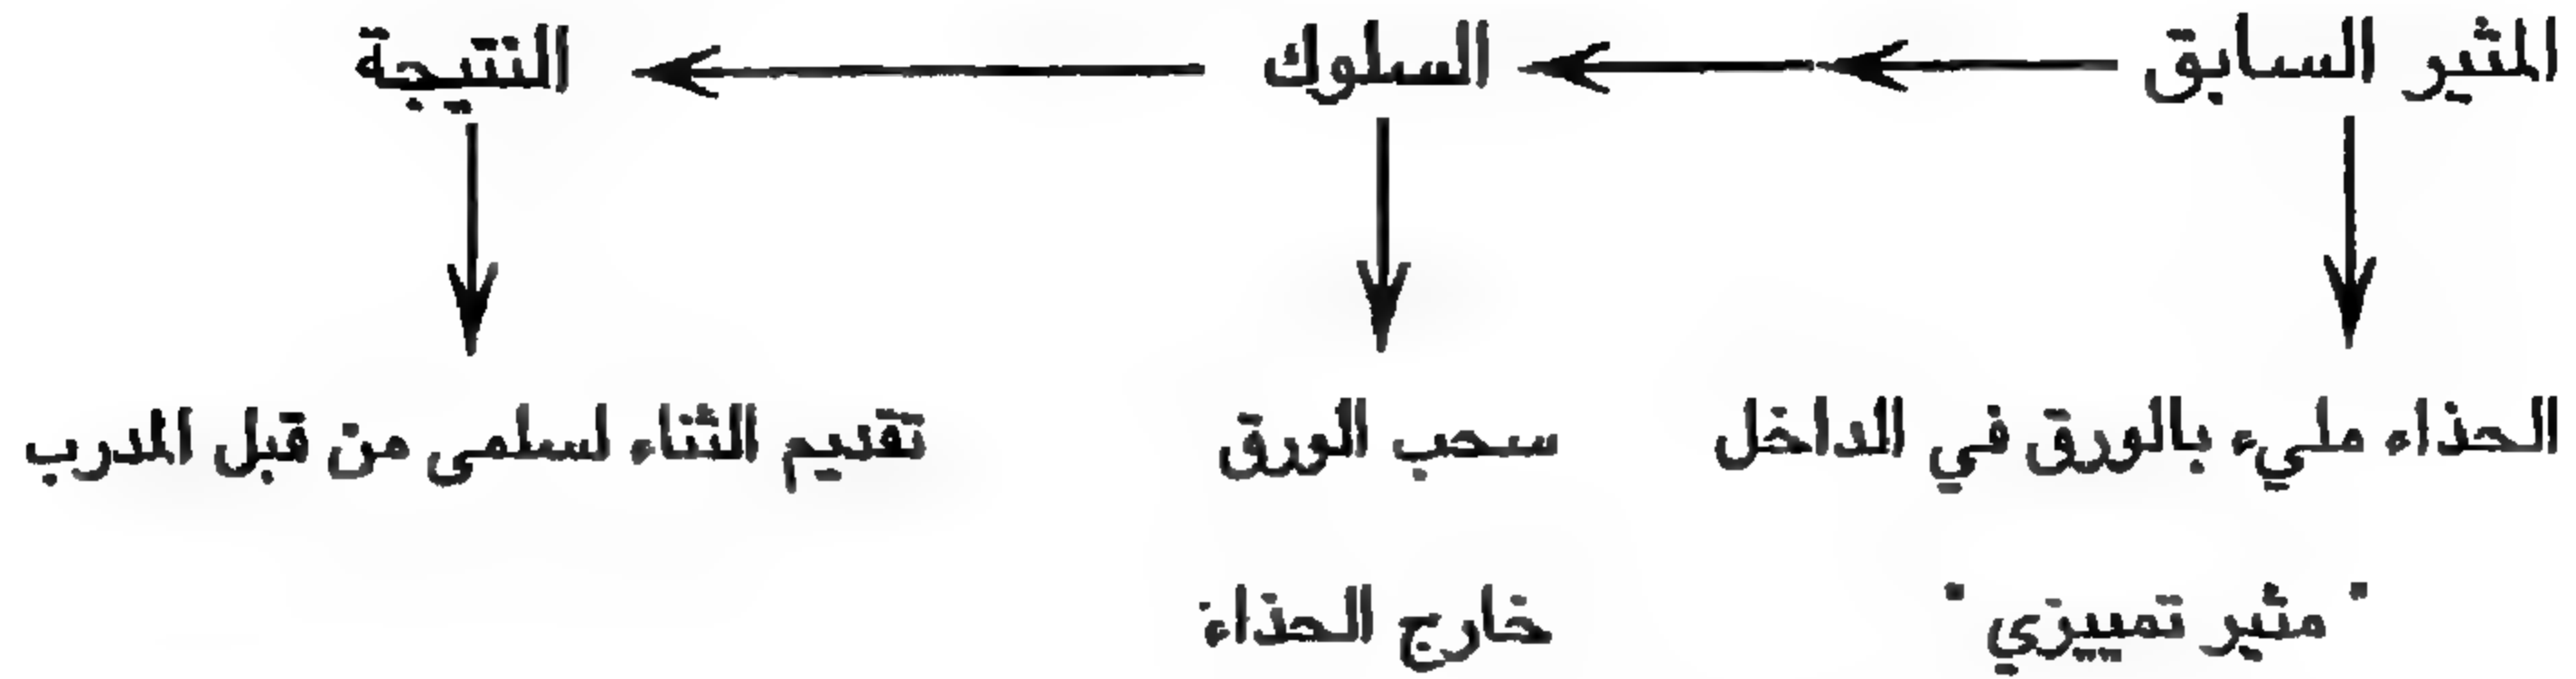 المثير السابق السلوك النتيجة
الحذاء مليء بالورق في الداخل سحب الورق تقديم الثناء لسلمى من قبل المدرب
" مثير تمييزي " خارج الحذاء